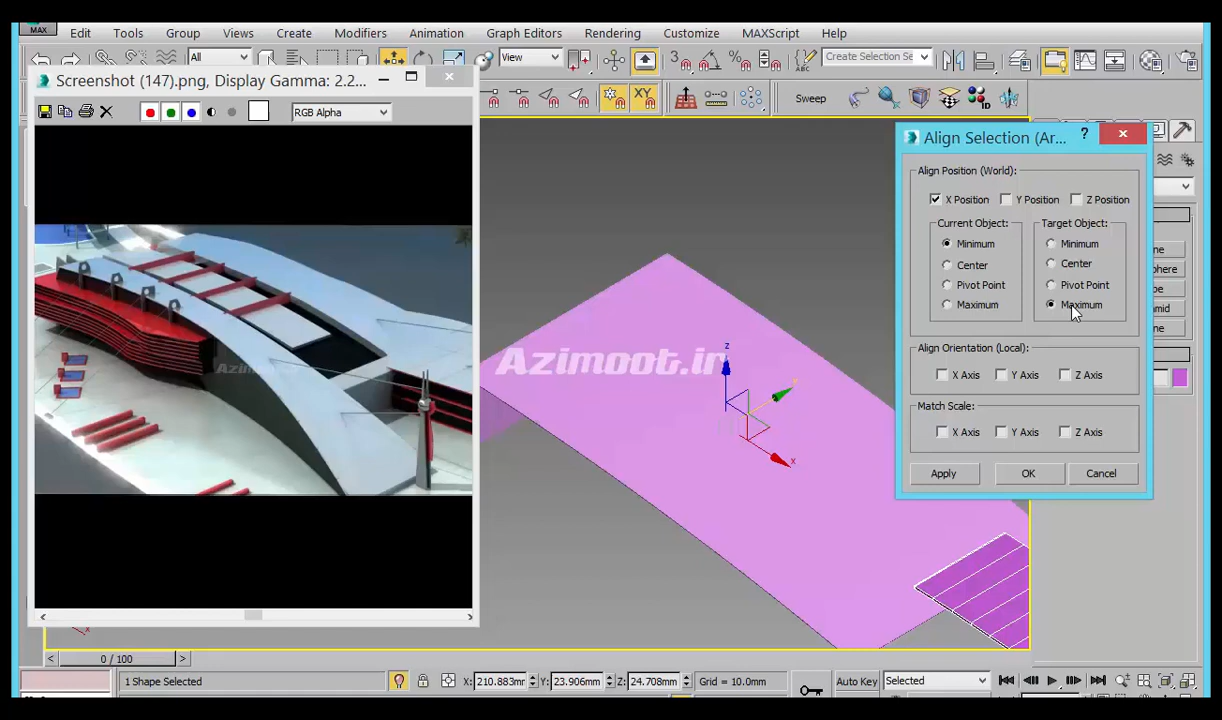 MAX
Edit Tools Group Views Create Modifiers Animation Graph Editors Rendering Customize MAXScript Help
All View Create Selection Se
Screenshot (147).png, Display Gamma: 2.2...
XY Sweep
RGB Alpha
Align Selection (Ar... ?
Align Position (World):
X Position Y Position Z Position
Current Object: Target Object:
Minimum Minimum
Center Center
Pivot Point Pivot Point
Maximum Maximum
Align Orientation (Local):
X Axis Y Axis Z Axis
Match Scale:
X Axis Y Axis Z Axis
Apply OK Cancel
Azimoot.ir
z
x
0 / 100
1 Shape Selected X: 210.883mm Y: 23.906mm Z: 24.708mm Grid = 10.0mm Auto Key Selected